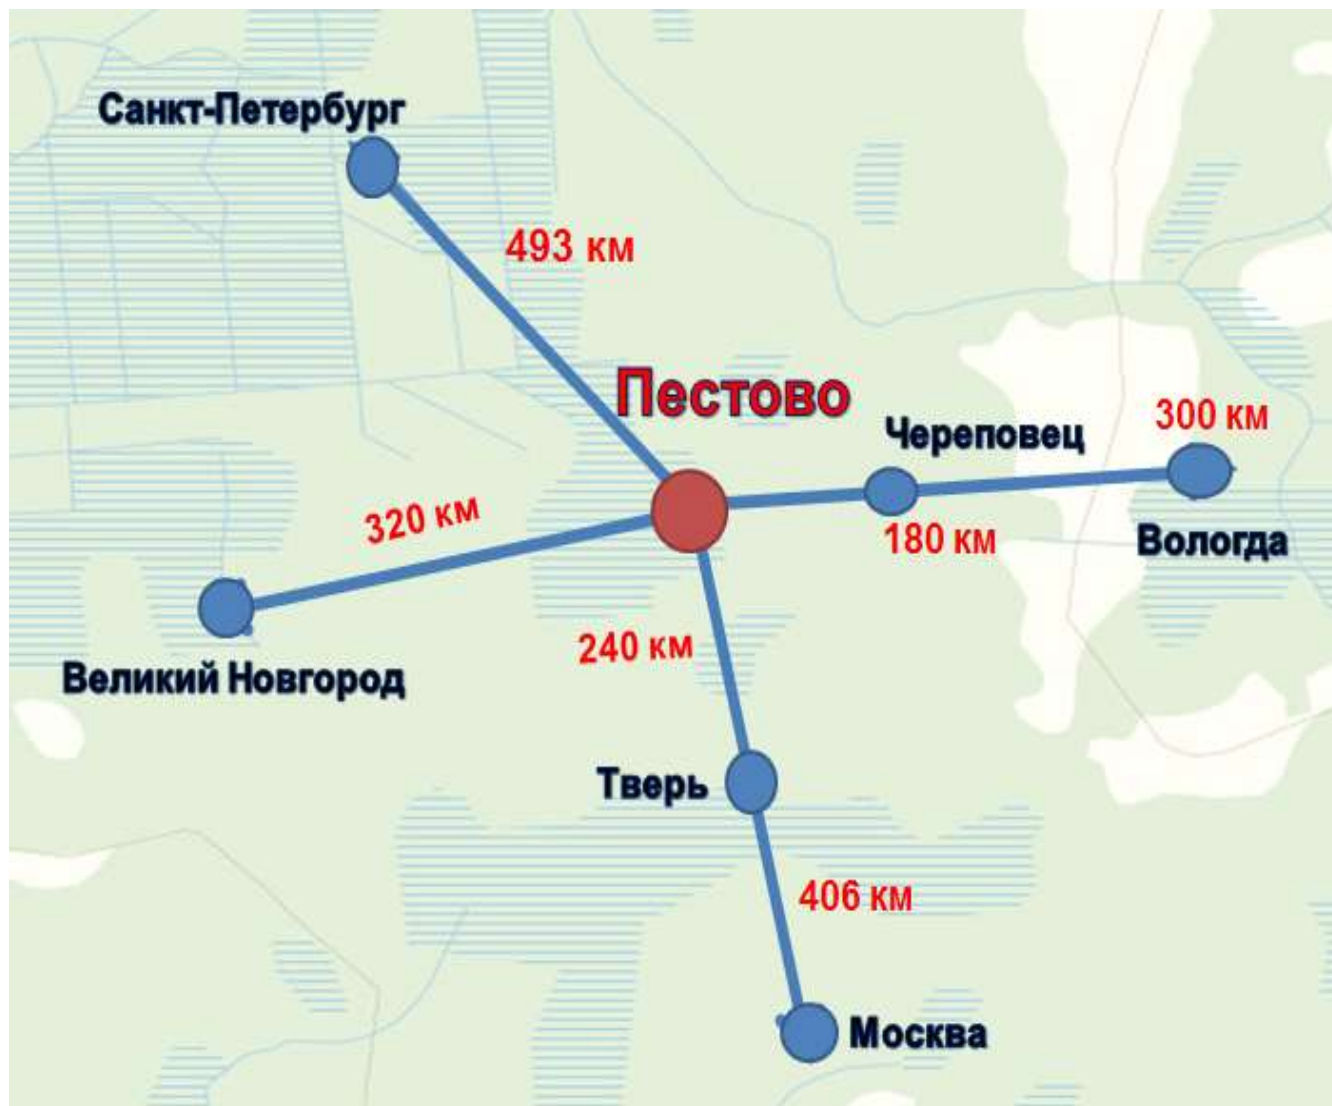 Санкт-Петербург
493 км
Пестово
300 км
Череповец
320 км
180 км
Вологда
240 км
Великий Новгород
Тверь
406 км
Москва